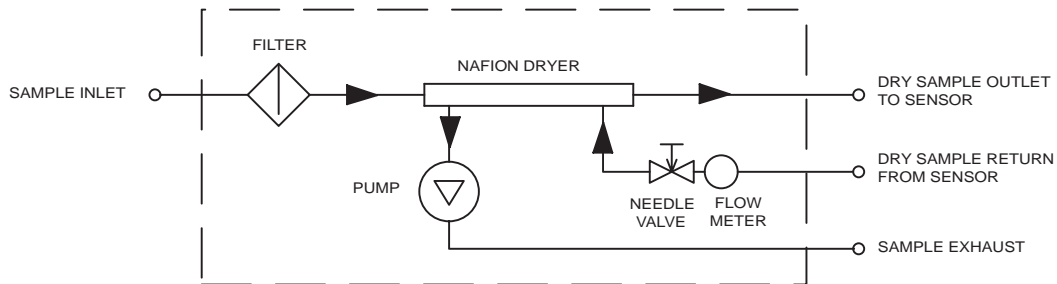 FILTER
NAFION DRYER
SAMPLE INLET
DRY SAMPLE OUTLET
TO SENSOR
DRY SAMPLE RETURN
FROM SENSOR
PUMP
NEEDLE
VALVE
FLOW
METER
SAMPLE EXHAUST